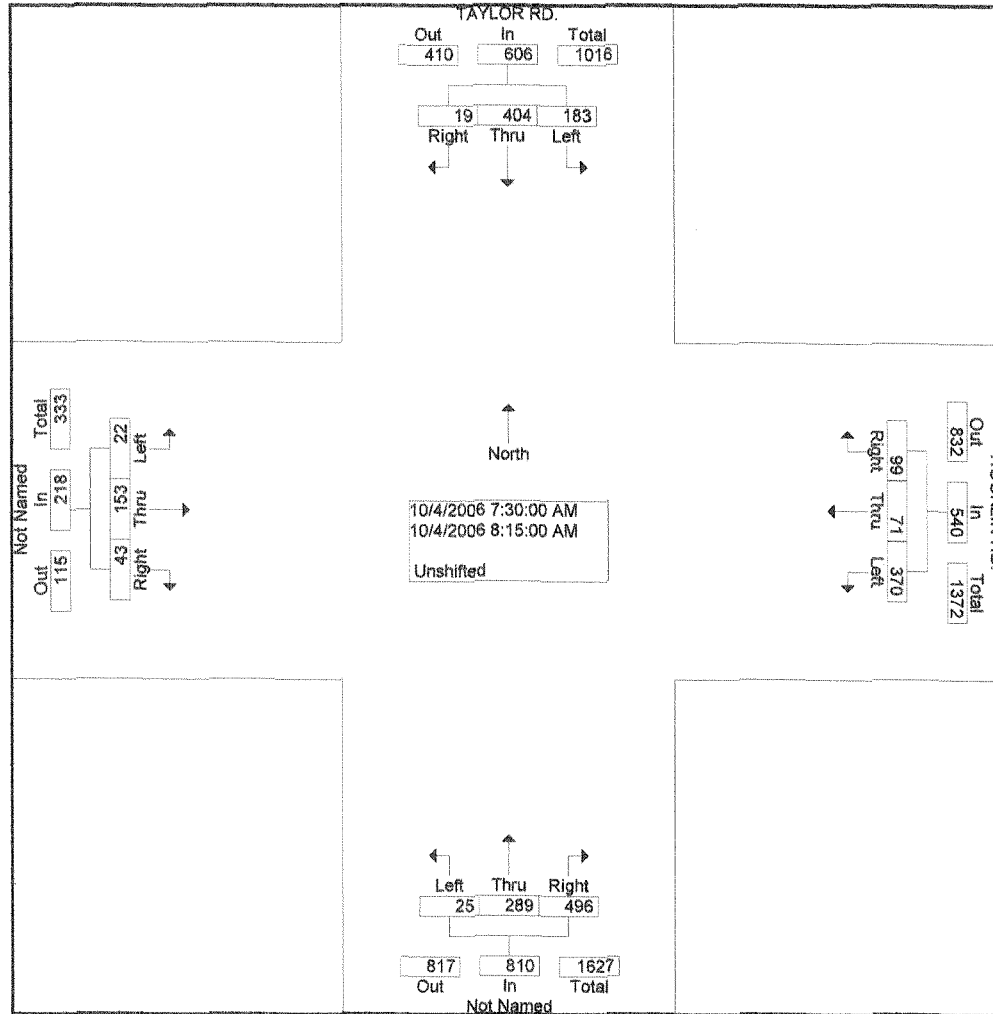 TAYLOR RD.
Out In Total
410 606 1016
19 404 183
Right Thru Left
Total In Out
333 218 115
22 153 43
Left Thru Right
Not Named
North
10/4/2006 7:30:00 AM
10/4/2006 8:15:00 AM
Unshifted
Right Thru Left
99 71 370
Out In Total
832 540 1372
Left Thru Right
25 289 496
817 810 1627
Out In Total
Not Named